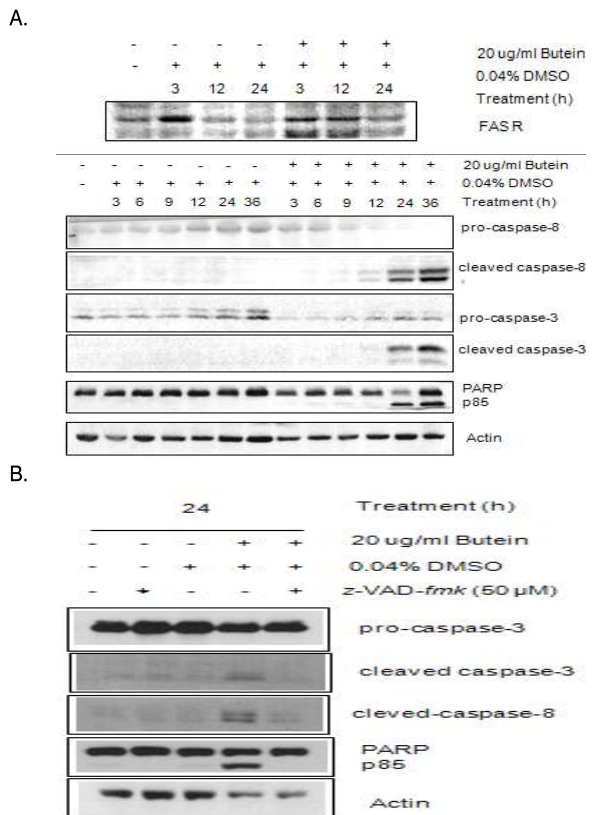 A.
- - - - + + + 20 ug/ml Butein
- + + + + + + 0.04% DMSO
3 12 24 3 12 24 Treatment (h)
FAS R
- - - - - - - + + + + + + 20 ug/ml Butein
- + + + + + + + + + + + + 0.04% DMSO
3 6 9 12 24 36 3 6 9 12 24 36 Treatment (h)
pro-caspase-8
cleaved caspase-8
pro-caspase-3
cleaved caspase-3
PARP
p85
Actin
B.
24 Treatment (h)
- - - + + 20 ug/ml Butein
- - + + + 0.04% DMSO
- + - - + z-VAD-fmk (50 µM)
pro-caspase-3
cleaved caspase-3
cleved-caspase-8
PARP
p85
Actin